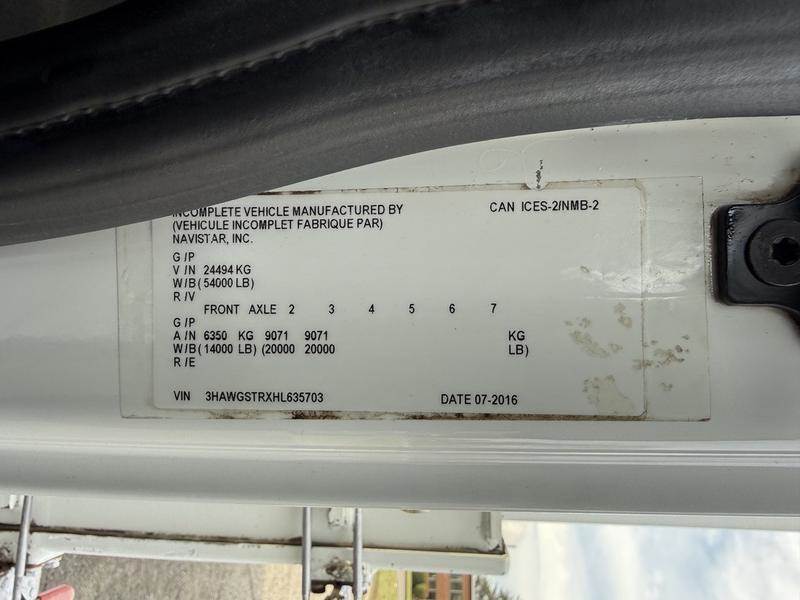 INCOMPLETE VEHICLE MANUFACTURED BY
CAN ICES-2/NMB-2
(VEHICULE INCOMPLET FABRIQUE PAR)
NAVISTAR, INC.
G /P
V /N 24494 KG
W/B ( 54000 LB)
R /V
FRONT AXLE 2 3 4 5 6 7
G /P
A /N 6350 KG 9071 9071 KG
W/B ( 14000 LB) (20000 20000 LB)
R /E
VIN 3HAWGSTRXHL635703 DATE 07-2016